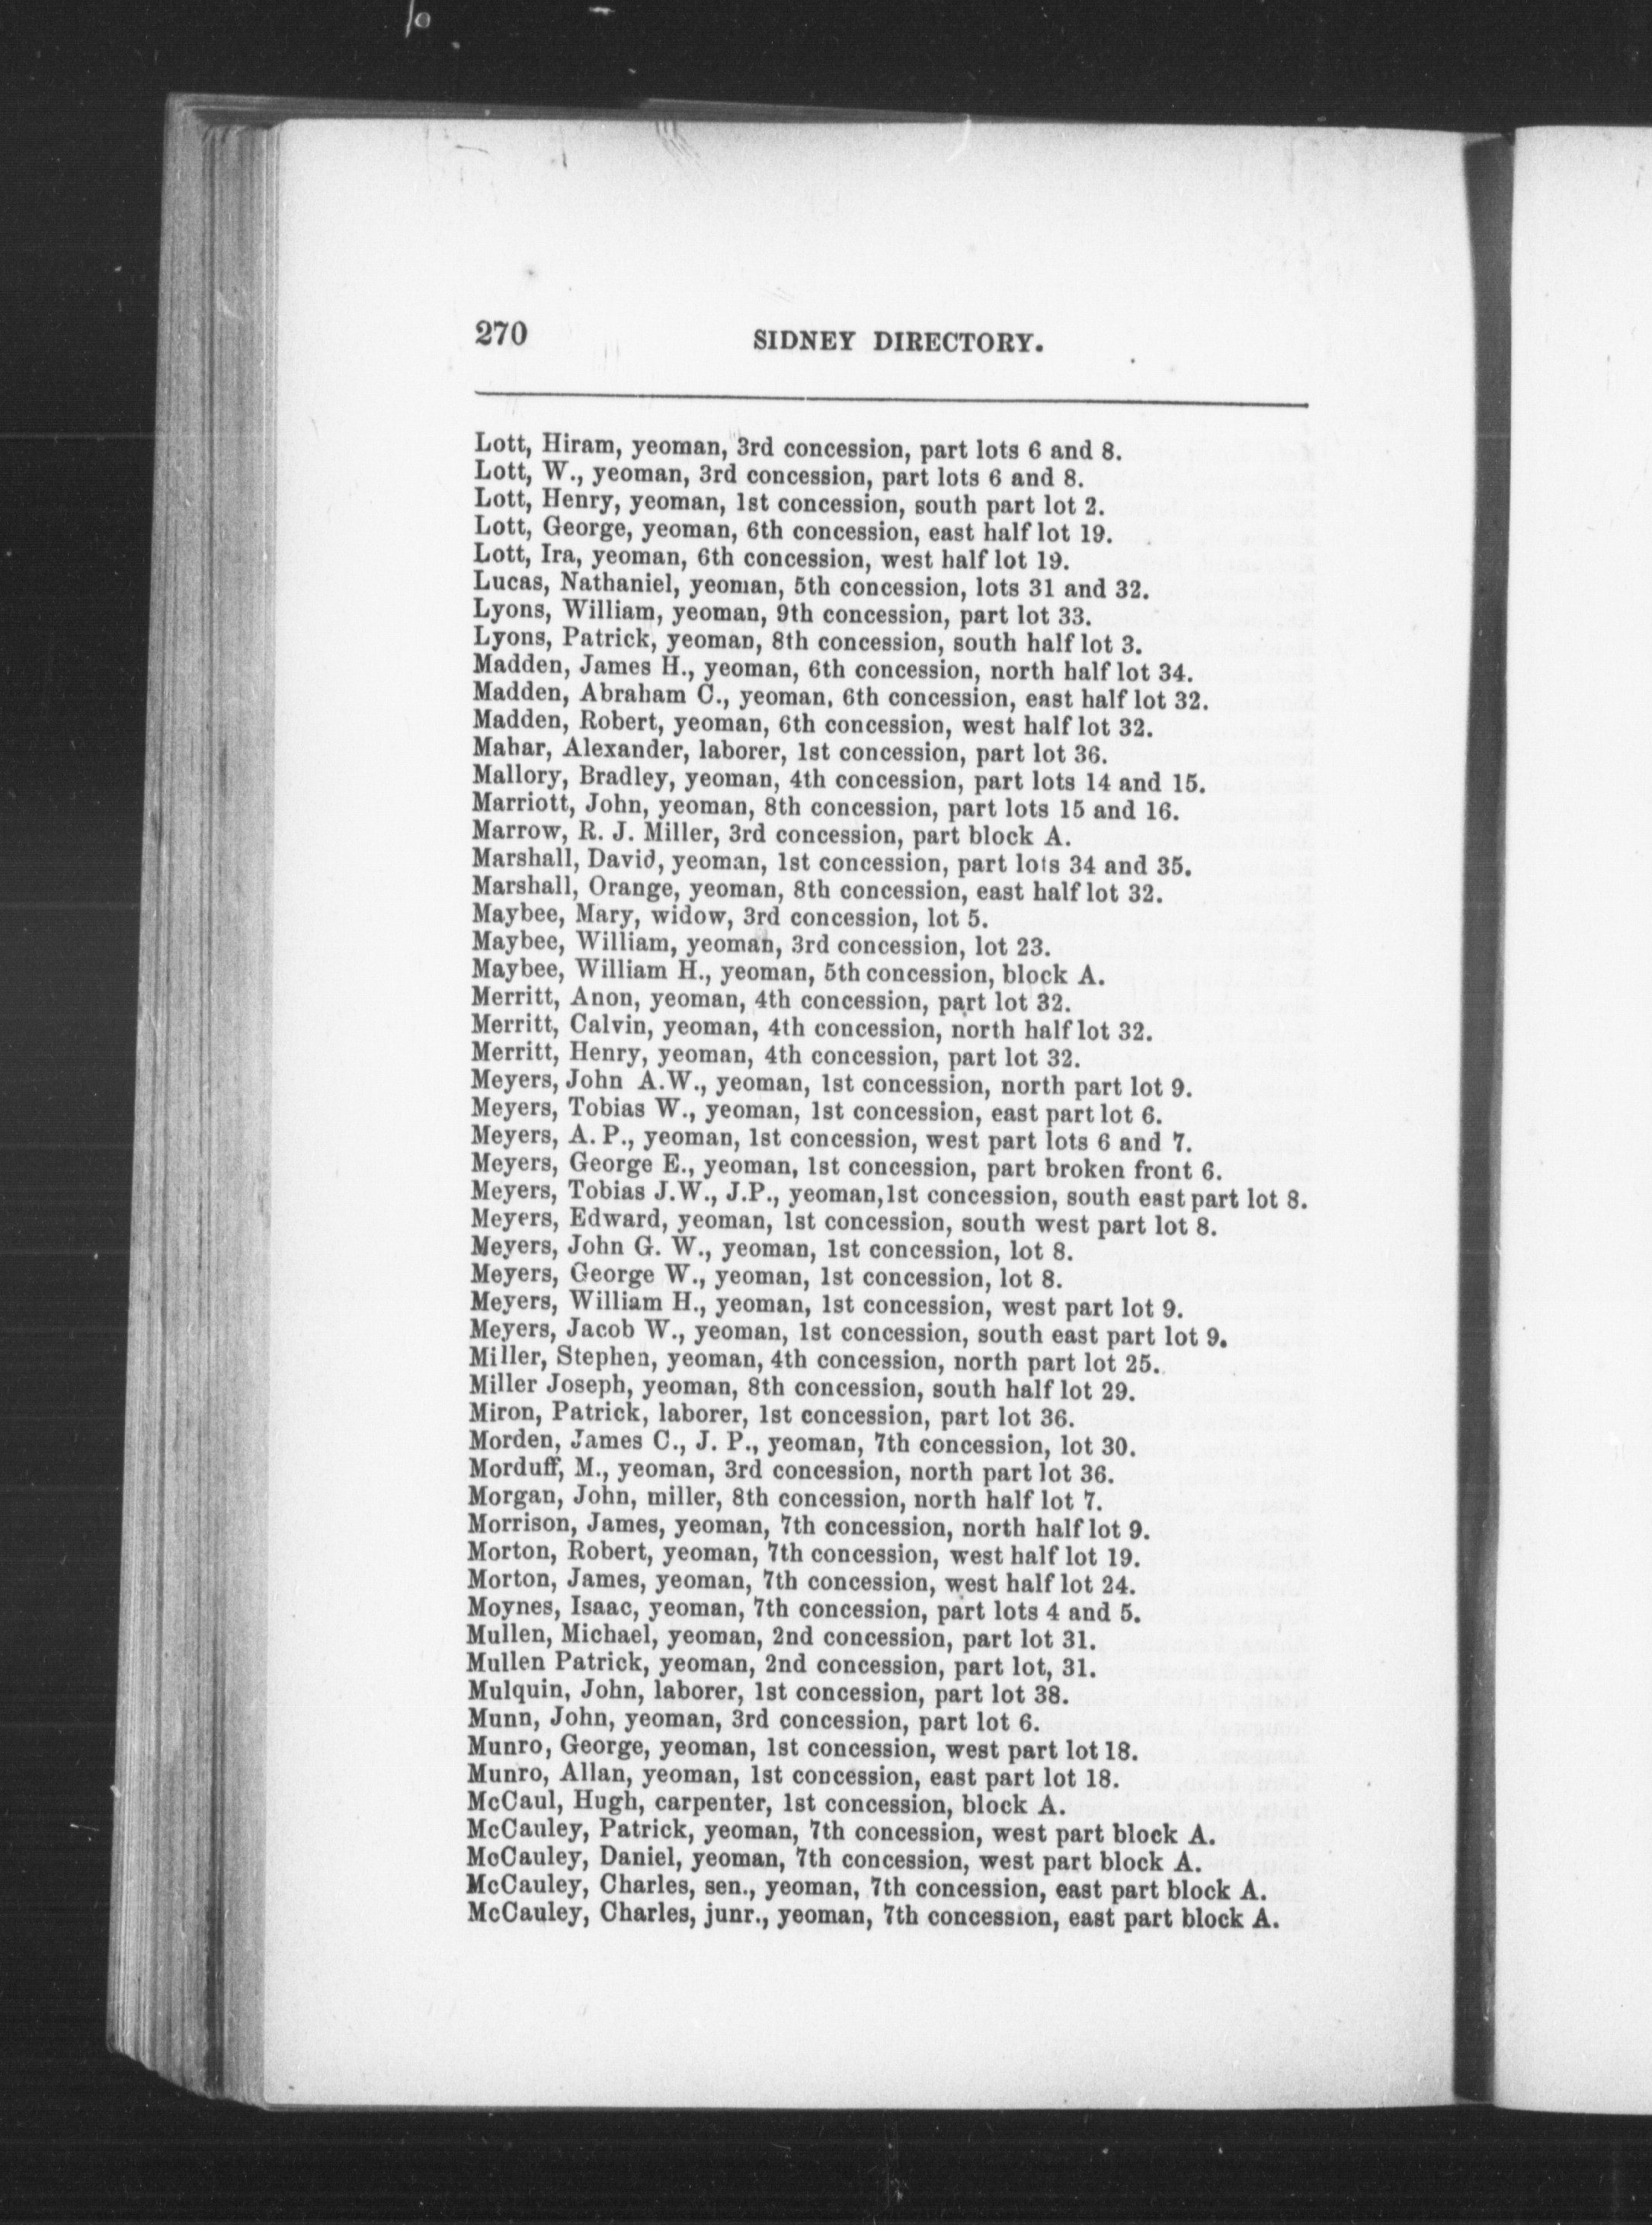 270
SIDNEY DIRECTORY.
Lott, Hiram, yeoman, 3rd concession, part lots 6 and 8.
Lott, W., yeoman, 3rd concession, part lots 6 and 8.
Lott, Henry, yeoman, 1st concession, south part lot 2.
Lott, George, yeoman, 6th concession, east half lot 19.
Lott, Ira, yeoman, 6th concession, west half lot 19.
Lucas, Nathaniel, yeoman, 5th concession, lots 31 and 32.
Lyons, William, yeoman, 9th concession, part lot 33.
Lyons, Patrick, yeoman, 8th concession, south half lot 3.
Madden, James H., yeoman, 6th concession, north half lot 34.
Madden, Abraham C., yeoman, 6th concession, east half lot 32.
Madden, Robert, yeoman, 6th concession, west half lot 32.
Mahar, Alexander, laborer, 1st concession, part lot 36.
Mallory, Bradley, yeoman, 4th concession, part lots 14 and 15.
Marriott, John, yeoman, 8th concession, part lots 15 and 16.
Marrow, R. J. Miller, 3rd concession, part block A.
Marshall, David, yeoman, 1st concession, part lots 34 and 35.
Marshall, Orange, yeoman, 8th concession, east half lot 32.
Maybee, Mary, widow, 3rd concession, lot 5.
Maybee, William, yeoman, 3rd concession, lot 23.
Maybee, William H., yeoman, 5th concession, block A.
Merritt, Anon, yeoman, 4th concession, part lot 32.
Merritt, Calvin, yeoman, 4th concession, north half lot 32.
Merritt, Henry, yeoman, 4th concession, part lot 32.
Meyers, John A.W., yeoman, 1st concession, north part lot 9.
Meyers, Tobias W., yeoman, 1st concession, east part lot 6.
Meyers, A. P., yeoman, 1st concession, west part lots 6 and 7.
Meyers, George E., yeoman, 1st concession, part broken front 6.
Meyers, Tobias J.W., J.P., yeoman, 1st concession, south east part lot 8.
Meyers, Edward, yeoman, 1st concession, south west part lot 8.
Meyers, John G. W., yeoman, 1st concession, lot 8.
Meyers, George W., yeoman, 1st concession, lot 8.
Meyers, William H., yeoman, 1st concession, west part lot 9.
Meyers, Jacob W., yeoman, 1st concession, south east part lot 9.
Miller, Stephen, yeoman, 4th concession, north part lot 25.
Miller Joseph, yeoman, 8th concession, south half lot 29.
Miron, Patrick, laborer, 1st concession, part lot 36.
Morden, James C., J. P., yeoman, 7th concession, lot 30.
Morduff, M., yeoman, 3rd concession, north part lot 36.
Morgan, John, miller, 8th concession, north half lot 7.
Morrison, James, yeoman, 7th concession, north half lot 9.
Morton, Robert, yeoman, 7th concession, west half lot 19.
Morton, James, yeoman, 7th concession, west half lot 24.
Moynes, Isaac, yeoman, 7th concession, part lots 4 and 5.
Mullen, Michael, yeoman, 2nd concession, part lot 31.
Mullen Patrick, yeoman, 2nd concession, part lot, 31.
Mulquin, John, laborer, 1st concession, part lot 38.
Munn, John, yeoman, 3rd concession, part lot 6.
Munro, George, yeoman, 1st concession, west part lot 18.
Munro, Allan, yeoman, 1st concession, east part lot 18.
McCaul, Hugh, carpenter, 1st concession, block A.
McCauley, Patrick, yeoman, 7th concession, west part block A.
McCauley, Daniel, yeoman, 7th concession, west part block A.
McCauley, Charles, sen., yeoman, 7th concession, east part block A.
McCauley, Charles, junr., yeoman, 7th concession, east part block A.